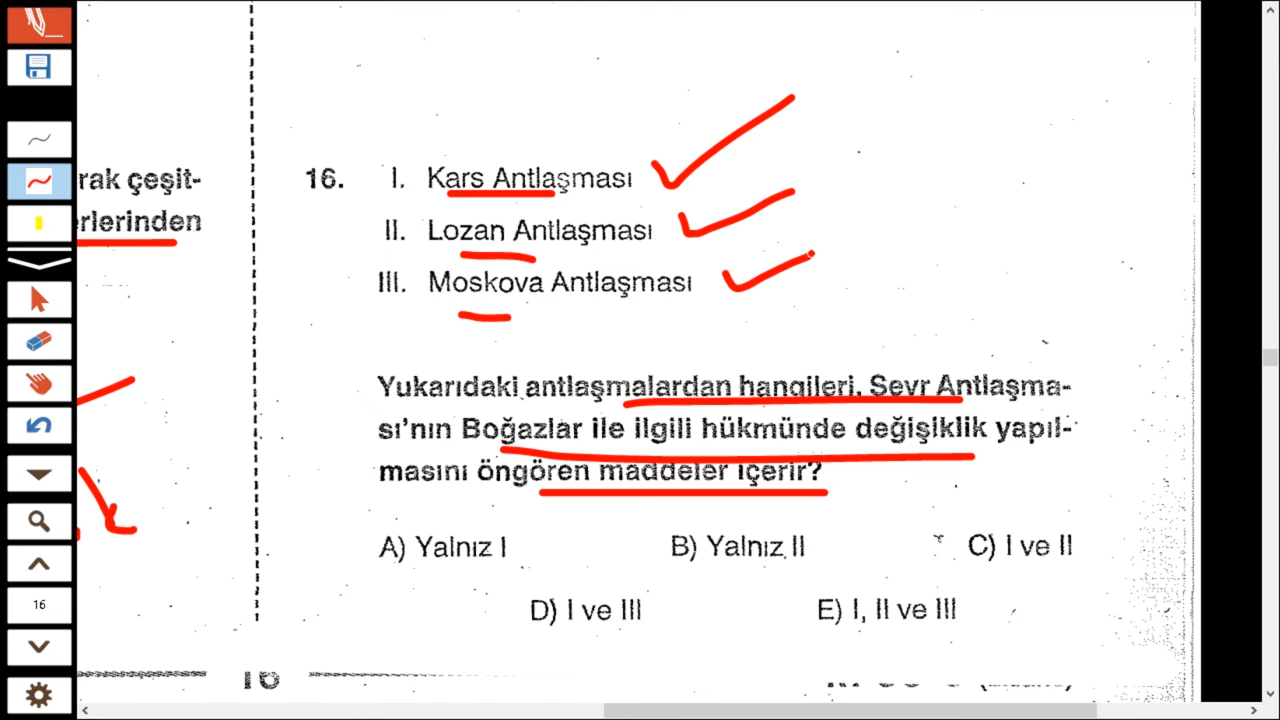 rak çeşit-
erlerinden
16. I. Kars Antlaşması
II. Lozan Antlaşması
III. Moskova Antlaşması
Yukarıdaki antlaşmalardan hangileri, Sevr Antlaşma-
sı'nın Boğazlar ile ilgili hükmünde değişiklik yapıl-
masını öngören maddeler içerir?
A) Yalnız I B) Yalnız II C) I ve II
D) I ve III E) I, II ve III
16
16